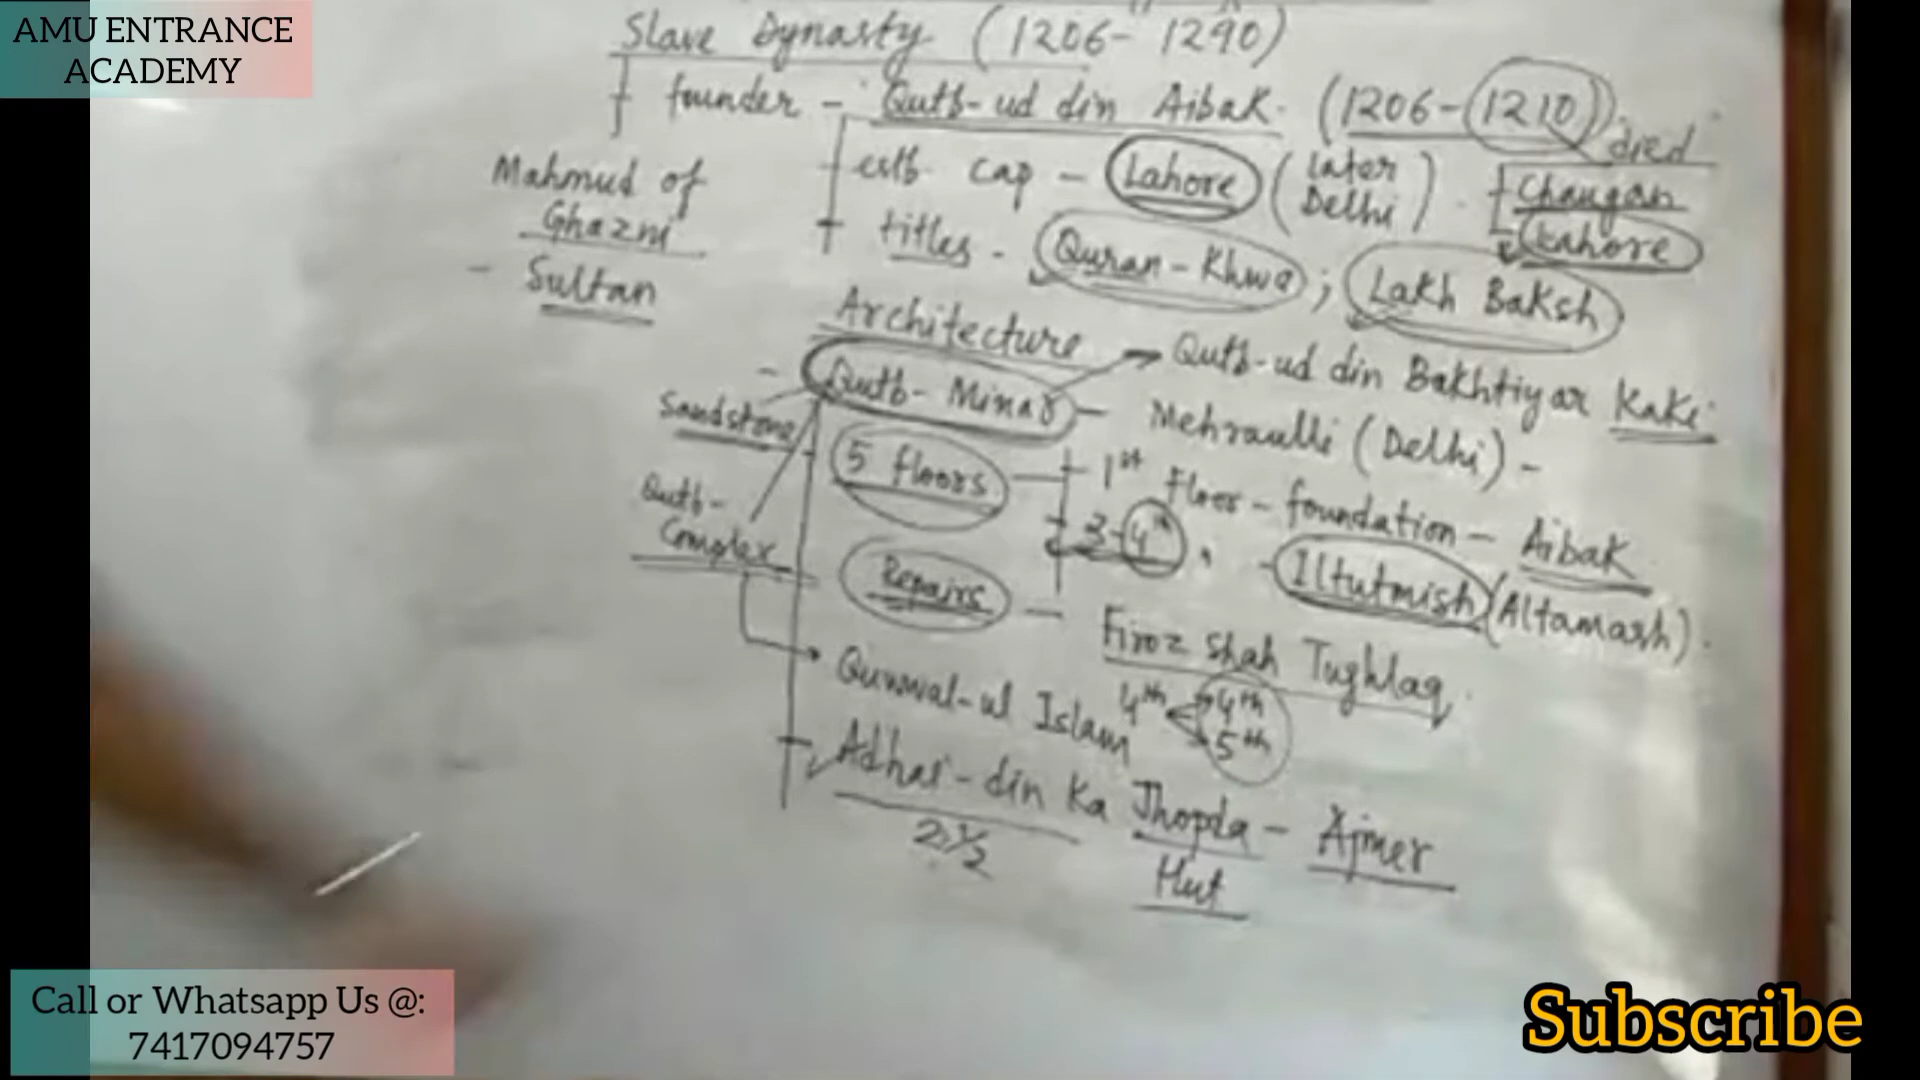 AMU ENTRANCE
ACADEMY
Slave Dynasty (1206-1290)
founder - Qutb-ud din Aibak. (1206-1210) died
estb cap - Lahore (later Delhi). Chaugan
Lahore
titles - Quran-Khwa ; Lakh Baksh
Mahmud of
Ghazni
- Sultan
Architecture
- Qutb-Minar → Qutb-ud din Bakhtiyar Kaki
- Mehraulli (Delhi) -
Sandstone
Qutb-
Complex
5 floors - 1st floor - foundation - Aibak
3-4th, - Iltutmish (Altamash).
Repairs - Firoz Shah Tughlaq.
4th 4th
5th
Quwwal-ul Islam
Adhai-din Ka Jhopda - Ajmer
2 1/2
Hut
Call or Whatsapp Us @:
7417094757
Subscribe